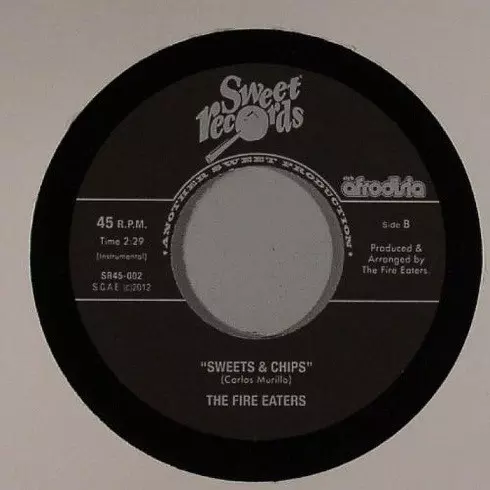 Sweet
records
•ANOTHER SWEET PRODUCTION•
afrodisia
45 R.P.M.
Time 2:29
(Instrumental)
SR45-002
S.G.A.E (c)2012
Side B
Produced &
Arranged by
The Fire Eaters.
"SWEETS & CHIPS"
(Carlos Murillo)
THE FIRE EATERS